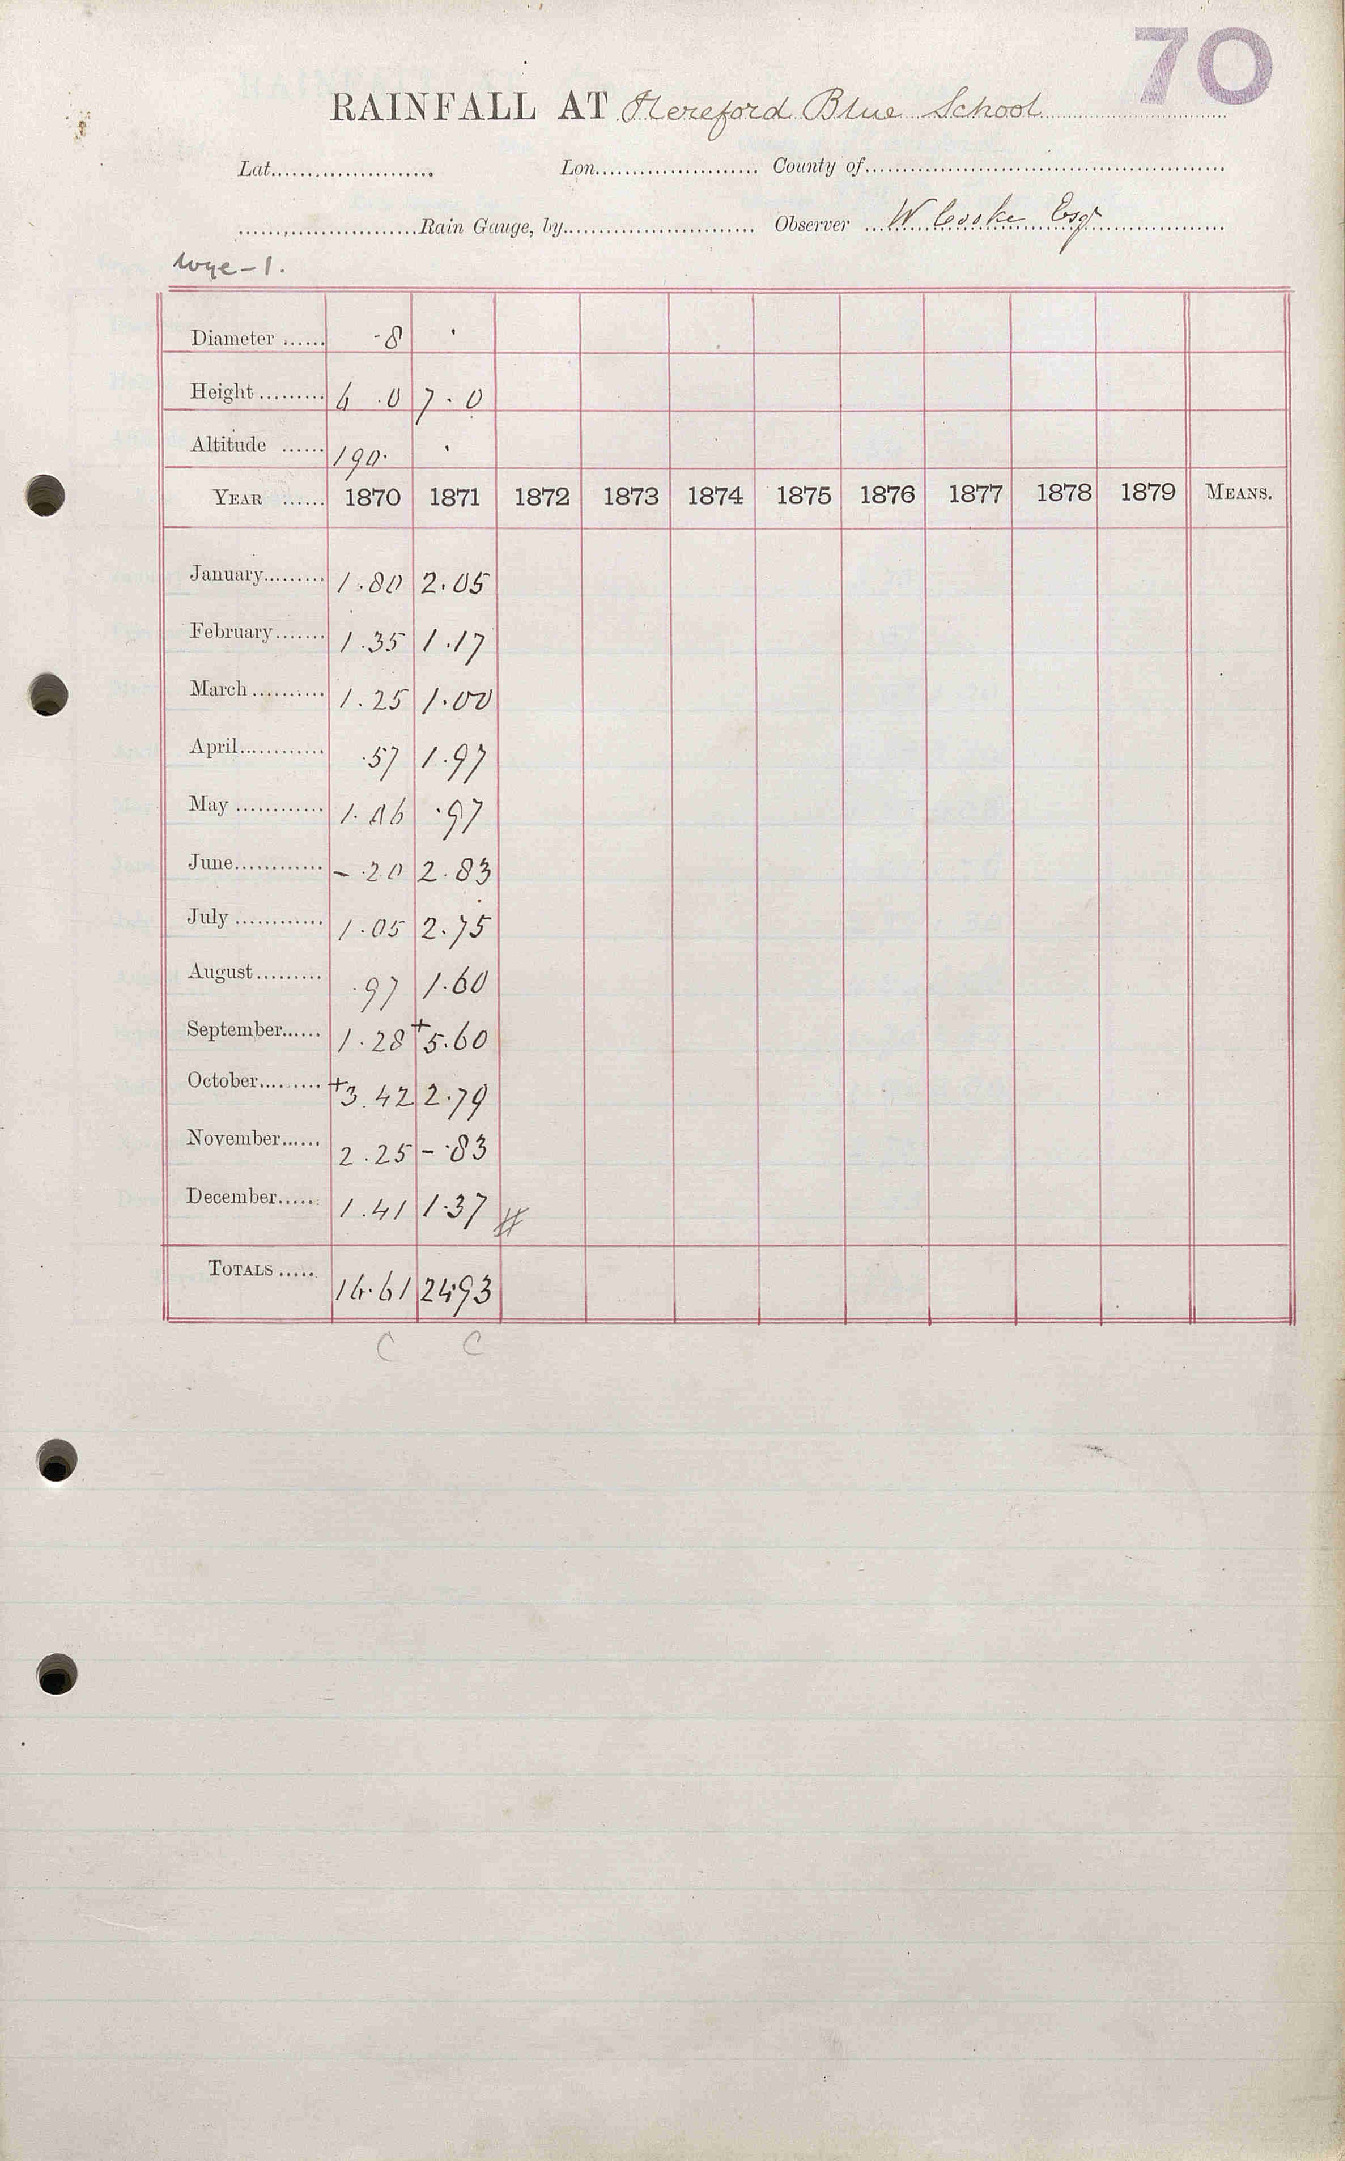 70
RAINFALL AT Hereford Blue School
Lat. Lon. County of
Rain Gauge, by Observer W Cooke Esqr
Wye - 1.
Diameter -8 .
Height 6 .0 7.0
Altitude 190. .
YEAR 1870 1871 1872 1873 1874 1875 1876 1877 1878 1879 MEANS.
January 1.80 2.05
February 1.35 1.17
March 1.25 1.00
April .57 1.97
May 1.06 .97
June - .20 2.83
July 1.05 2.75
August .97 1.60
September 1.28 +5.60
October +3.42 2.79
November 2.25 - .83
December 1.41 1.37 #
TOTALS 16.61 24.93
C C